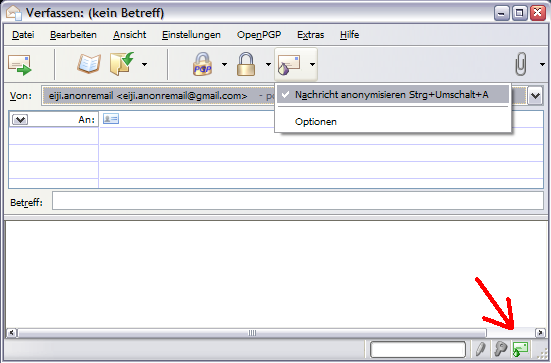 Verfassen: (kein Betreff)
Datei Bearbeiten Ansicht Einstellungen OpenPGP Extras Hilfe
PGP
Von: eiji.anonremail <eiji.anonremail@gmail.com>
Nachricht anonymisieren Strg+Umschalt+A
An:
Optionen
Betreff: